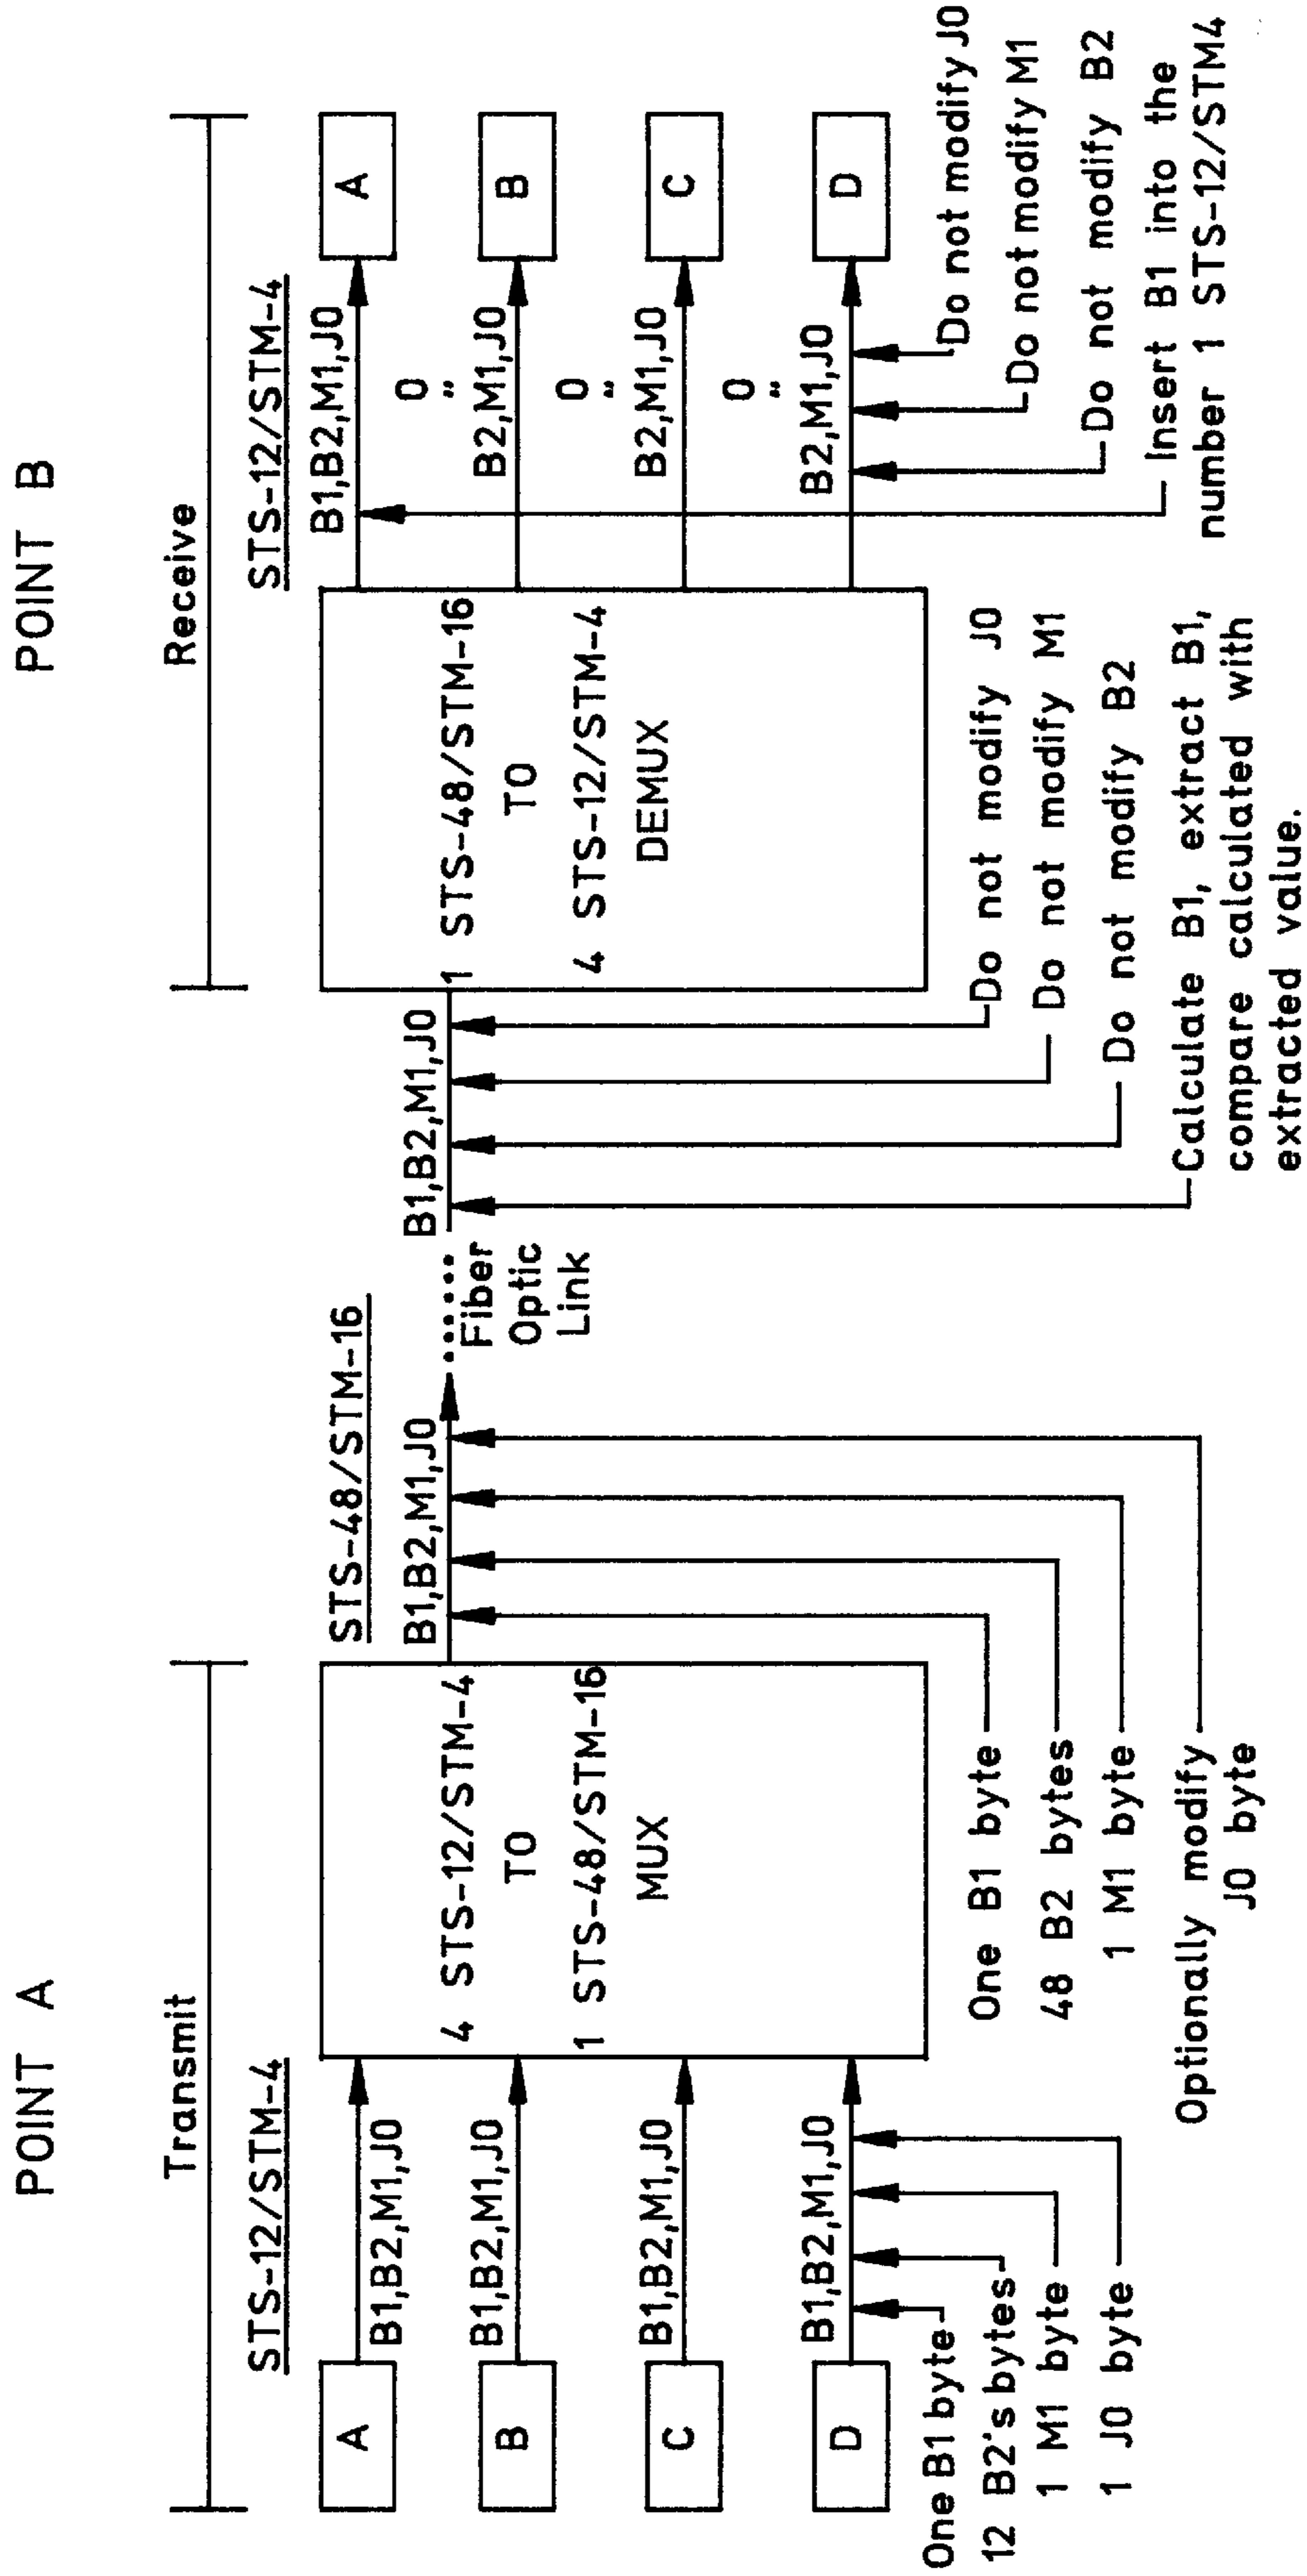 POINT A
Transmit
STS-12/STM-4
A
B1,B2,M1,J0
B
B1,B2,M1,J0
C
B1,B2,M1,J0
D
B1,B2,M1,J0
One B1 byte
12 B2's bytes
1 M1 byte
1 J0 byte
4 STS-12/STM-4
TO
1 STS-48/STM-16
MUX
STS-48/STM-16
B1,B2,M1,J0
One B1 byte
48 B2 bytes
1 M1 byte
Optionally modify
J0 byte
Fiber
Optic
Link
POINT B
Receive
B1,B2,M1,J0
Do not modify J0
Do not modify M1
Do not modify B2
Calculate B1, extract B1,
compare calculated with
extracted value.
1 STS-48/STM-16
TO
4 STS-12/STM-4
DEMUX
STS-12/STM-4
B1,B2,M1,J0
A
0
"
B2,M1,J0
B
0
"
B2,M1,J0
C
0
"
B2,M1,J0
D
Do not modify J0
Do not modify M1
Do not modify B2
Insert B1 into the
number 1 STS-12/STM4